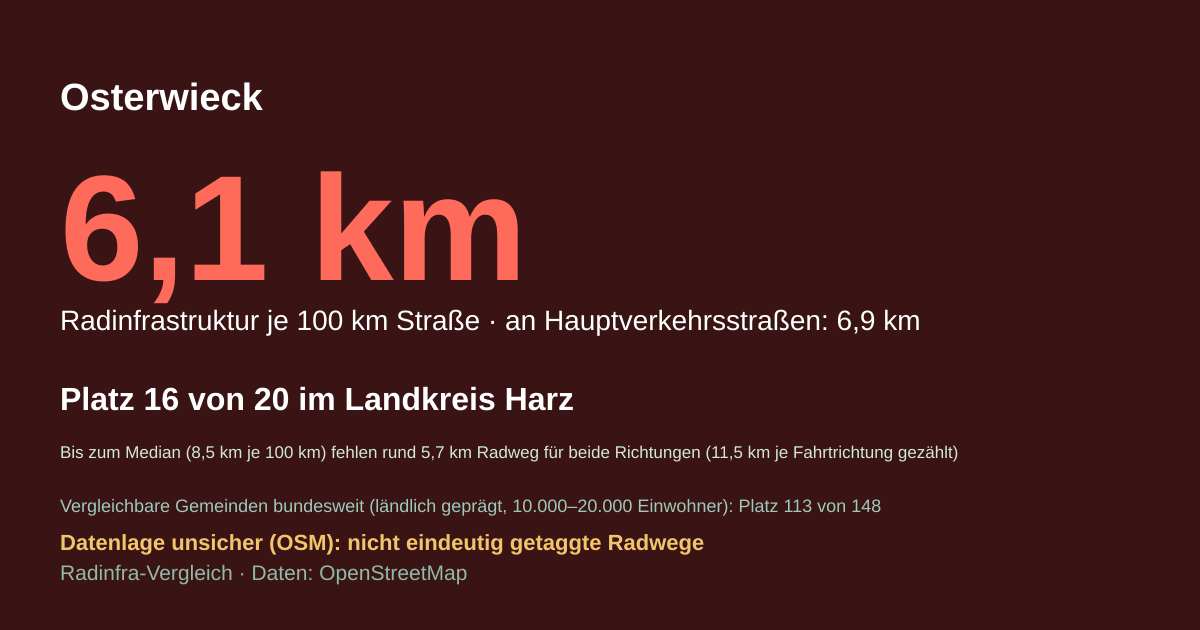 Osterwieck
6,1 km
Radinfrastruktur je 100 km Straße · an Hauptverkehrsstraßen: 6,9 km
Platz 16 von 20 im Landkreis Harz
Bis zum Median (8,5 km je 100 km) fehlen rund 5,7 km Radweg für beide Richtungen (11,5 km je Fahrtrichtung gezählt)
Vergleichbare Gemeinden bundesweit (ländlich geprägt, 10.000–20.000 Einwohner): Platz 113 von 148
Datenlage unsicher (OSM): nicht eindeutig getaggte Radwege
Radinfra-Vergleich · Daten: OpenStreetMap